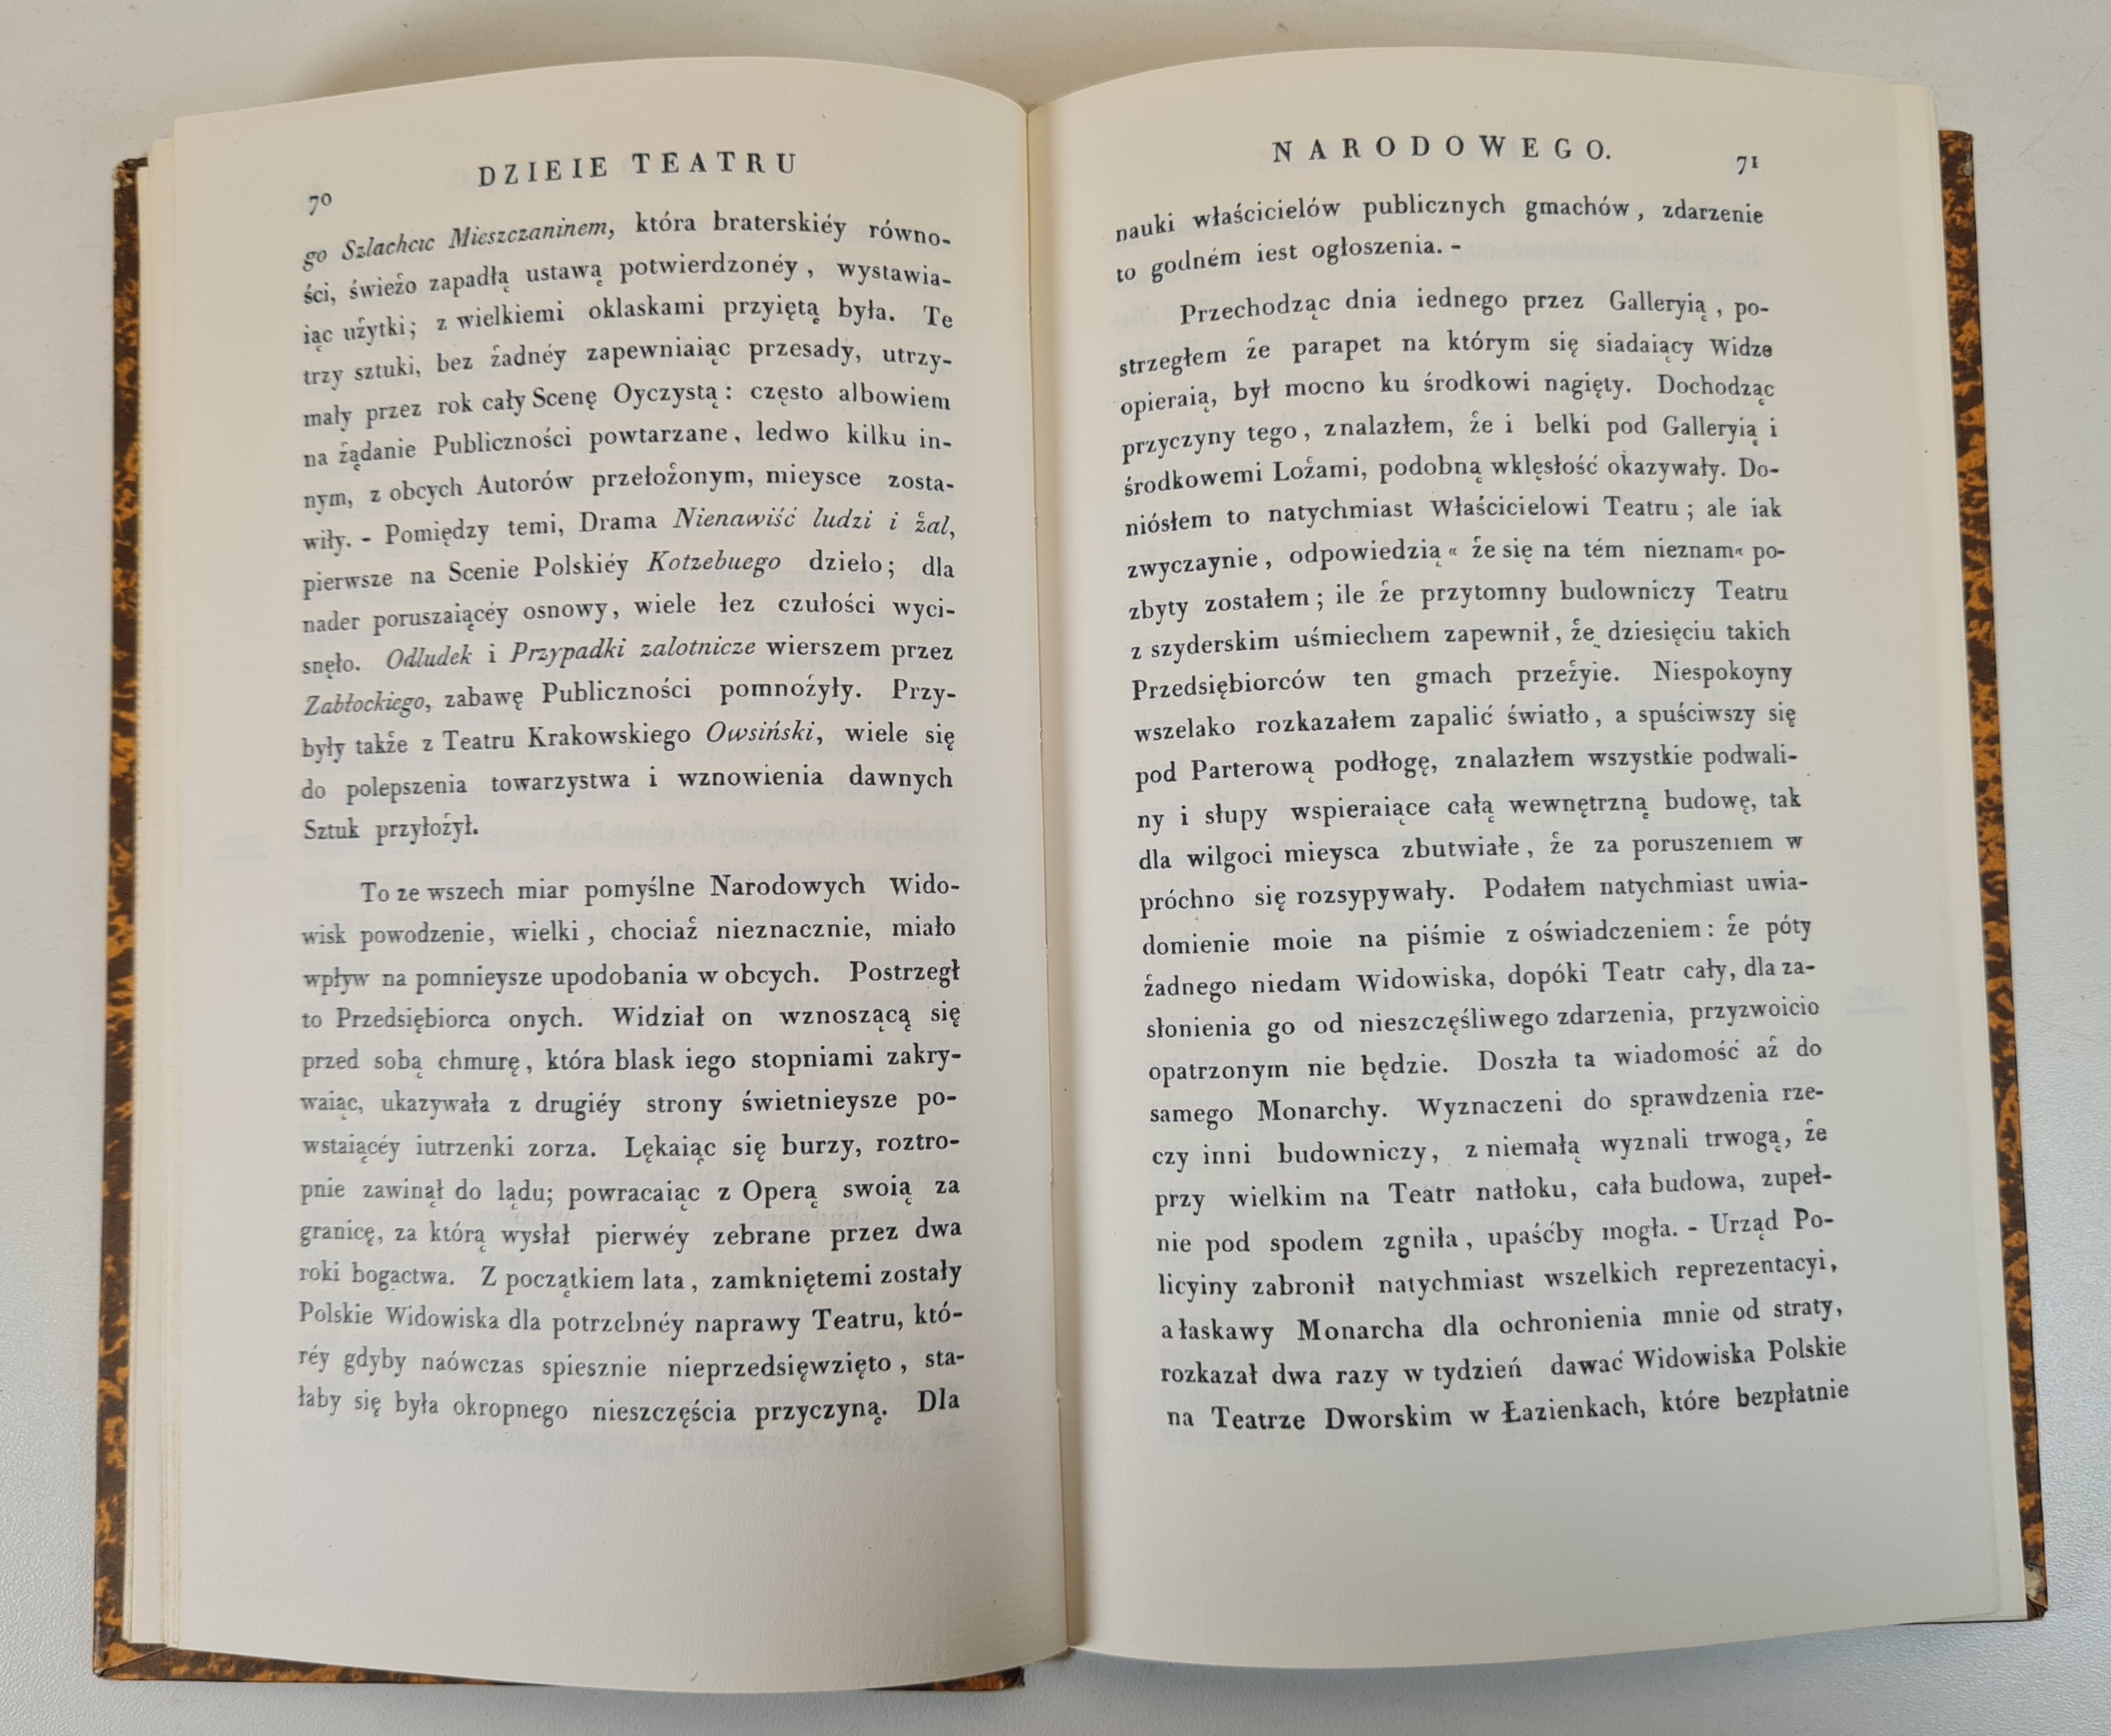 70
DZIEIE TEATRU
go Szlachcic Mieszczaninem, która braterskiéy równo-
ści, świeżo zapadłą ustawą potwierdzonéy, wystawia-
iąc użytki; z wielkiemi oklaskami przyiętą była. Te
trzy sztuki, bez żadnéy zapewniaiąc przesady, utrzy-
mały przez rok cały Scenę Oyczystą: często albowiem
na żądanie Publiczności powtarzane, ledwo kilku in-
nym, z obcych Autorów przełożonym, mieysce zosta-
wiły. - Pomiędzy temi, Drama Nienawiść ludzi i żal,
pierwsze na Scenie Polskiéy Kotzebuego dzieło; dla
nader poruszaiącéy osnowy, wiele łez czułości wyci-
snęło. Odludek i Przypadki zalotnicze wierszem przez
Zabłockiego, zabawę Publiczności pomnożyły. Przy-
były także z Teatru Krakowskiego Owsiński, wiele się
do polepszenia towarzystwa i wznowienia dawnych
Sztuk przyłożył.
To ze wszech miar pomyślne Narodowych Wido-
wisk powodzenie, wielki, chociaż nieznacznie, miało
wpływ na pomnieysze upodobania w obcych. Postrzegł
to Przedsiębiorca onych. Widział on wznoszącą się
przed sobą chmurę, która blask iego stopniami zakry-
waiąc, ukazywała z drugiéy strony świetnieysze po-
wstaiącéy iutrzenki zorza. Lękaiąc się burzy, roztro-
pnie zawinął do lądu; powracaiąc z Operą swoią za
granicę, za którą wysłał pierwéy zebrane przez dwa
roki bogactwa. Z początkiem lata, zamkniętemi zostały
Polskie Widowiska dla potrzebnéy naprawy Teatru, któ-
réy gdyby naówczas spiesznie nieprzedsięwzięto, sta-
łaby się była okropnego nieszczęścia przyczyną. Dla
NARODOWEGO.
71
nauki właścicielów publicznych gmachów, zdarzenie
to godném iest ogłoszenia. -
Przechodząc dnia iednego przez Galleryią, po-
strzegłem że parapet na którym się siadaiący Widze
opieraią, był mocno ku środkowi nagięty. Dochodząc
przyczyny tego, znalazłem, że i belki pod Galleryią i
środkowemi Lożami, podobną wklęsłość okazywały. Do-
niósłem to natychmiast Właścicielowi Teatru; ale iak
zwyczaynie, odpowiedzią « że się na tém nieznam« po-
zbyty zostałem; ile że przytomny budowniczy Teatru
z szyderskim uśmiechem zapewnił, że dziesięciu takich
Przedsiębiorców ten gmach przeżyie. Niespokoyny
wszelako rozkazałem zapalić światło, a spuściwszy się
pod Parterową podłogę, znalazłem wszystkie podwali-
ny i słupy wspieraiące całą wewnętrzną budowę, tak
dla wilgoci mieysca zbutwiałe, że za poruszeniem w
próchno się rozsypywały. Podałem natychmiast uwia-
domienie moie na piśmie z oświadczeniem: że póty
żadnego niedam Widowiska, dopóki Teatr cały, dla za-
słonienia go od nieszczęśliwego zdarzenia, przyzwoicio
opatrzonym nie będzie. Doszła ta wiadomość aż do
samego Monarchy. Wyznaczeni do sprawdzenia rze-
czy inni budowniczy, z niemałą wyznali trwogą, że
przy wielkim na Teatr natłoku, cała budowa, zupeł-
nie pod spodem zgniła, upaśćby mogła. - Urząd Po-
licyiny zabronił natychmiast wszelkich reprezentacyi,
a łaskawy Monarcha dla ochronienia mnie od straty,
rozkazał dwa razy w tydzień dawać Widowiska Polskie
na Teatrze Dworskim w Łazienkach, które bezpłatnie